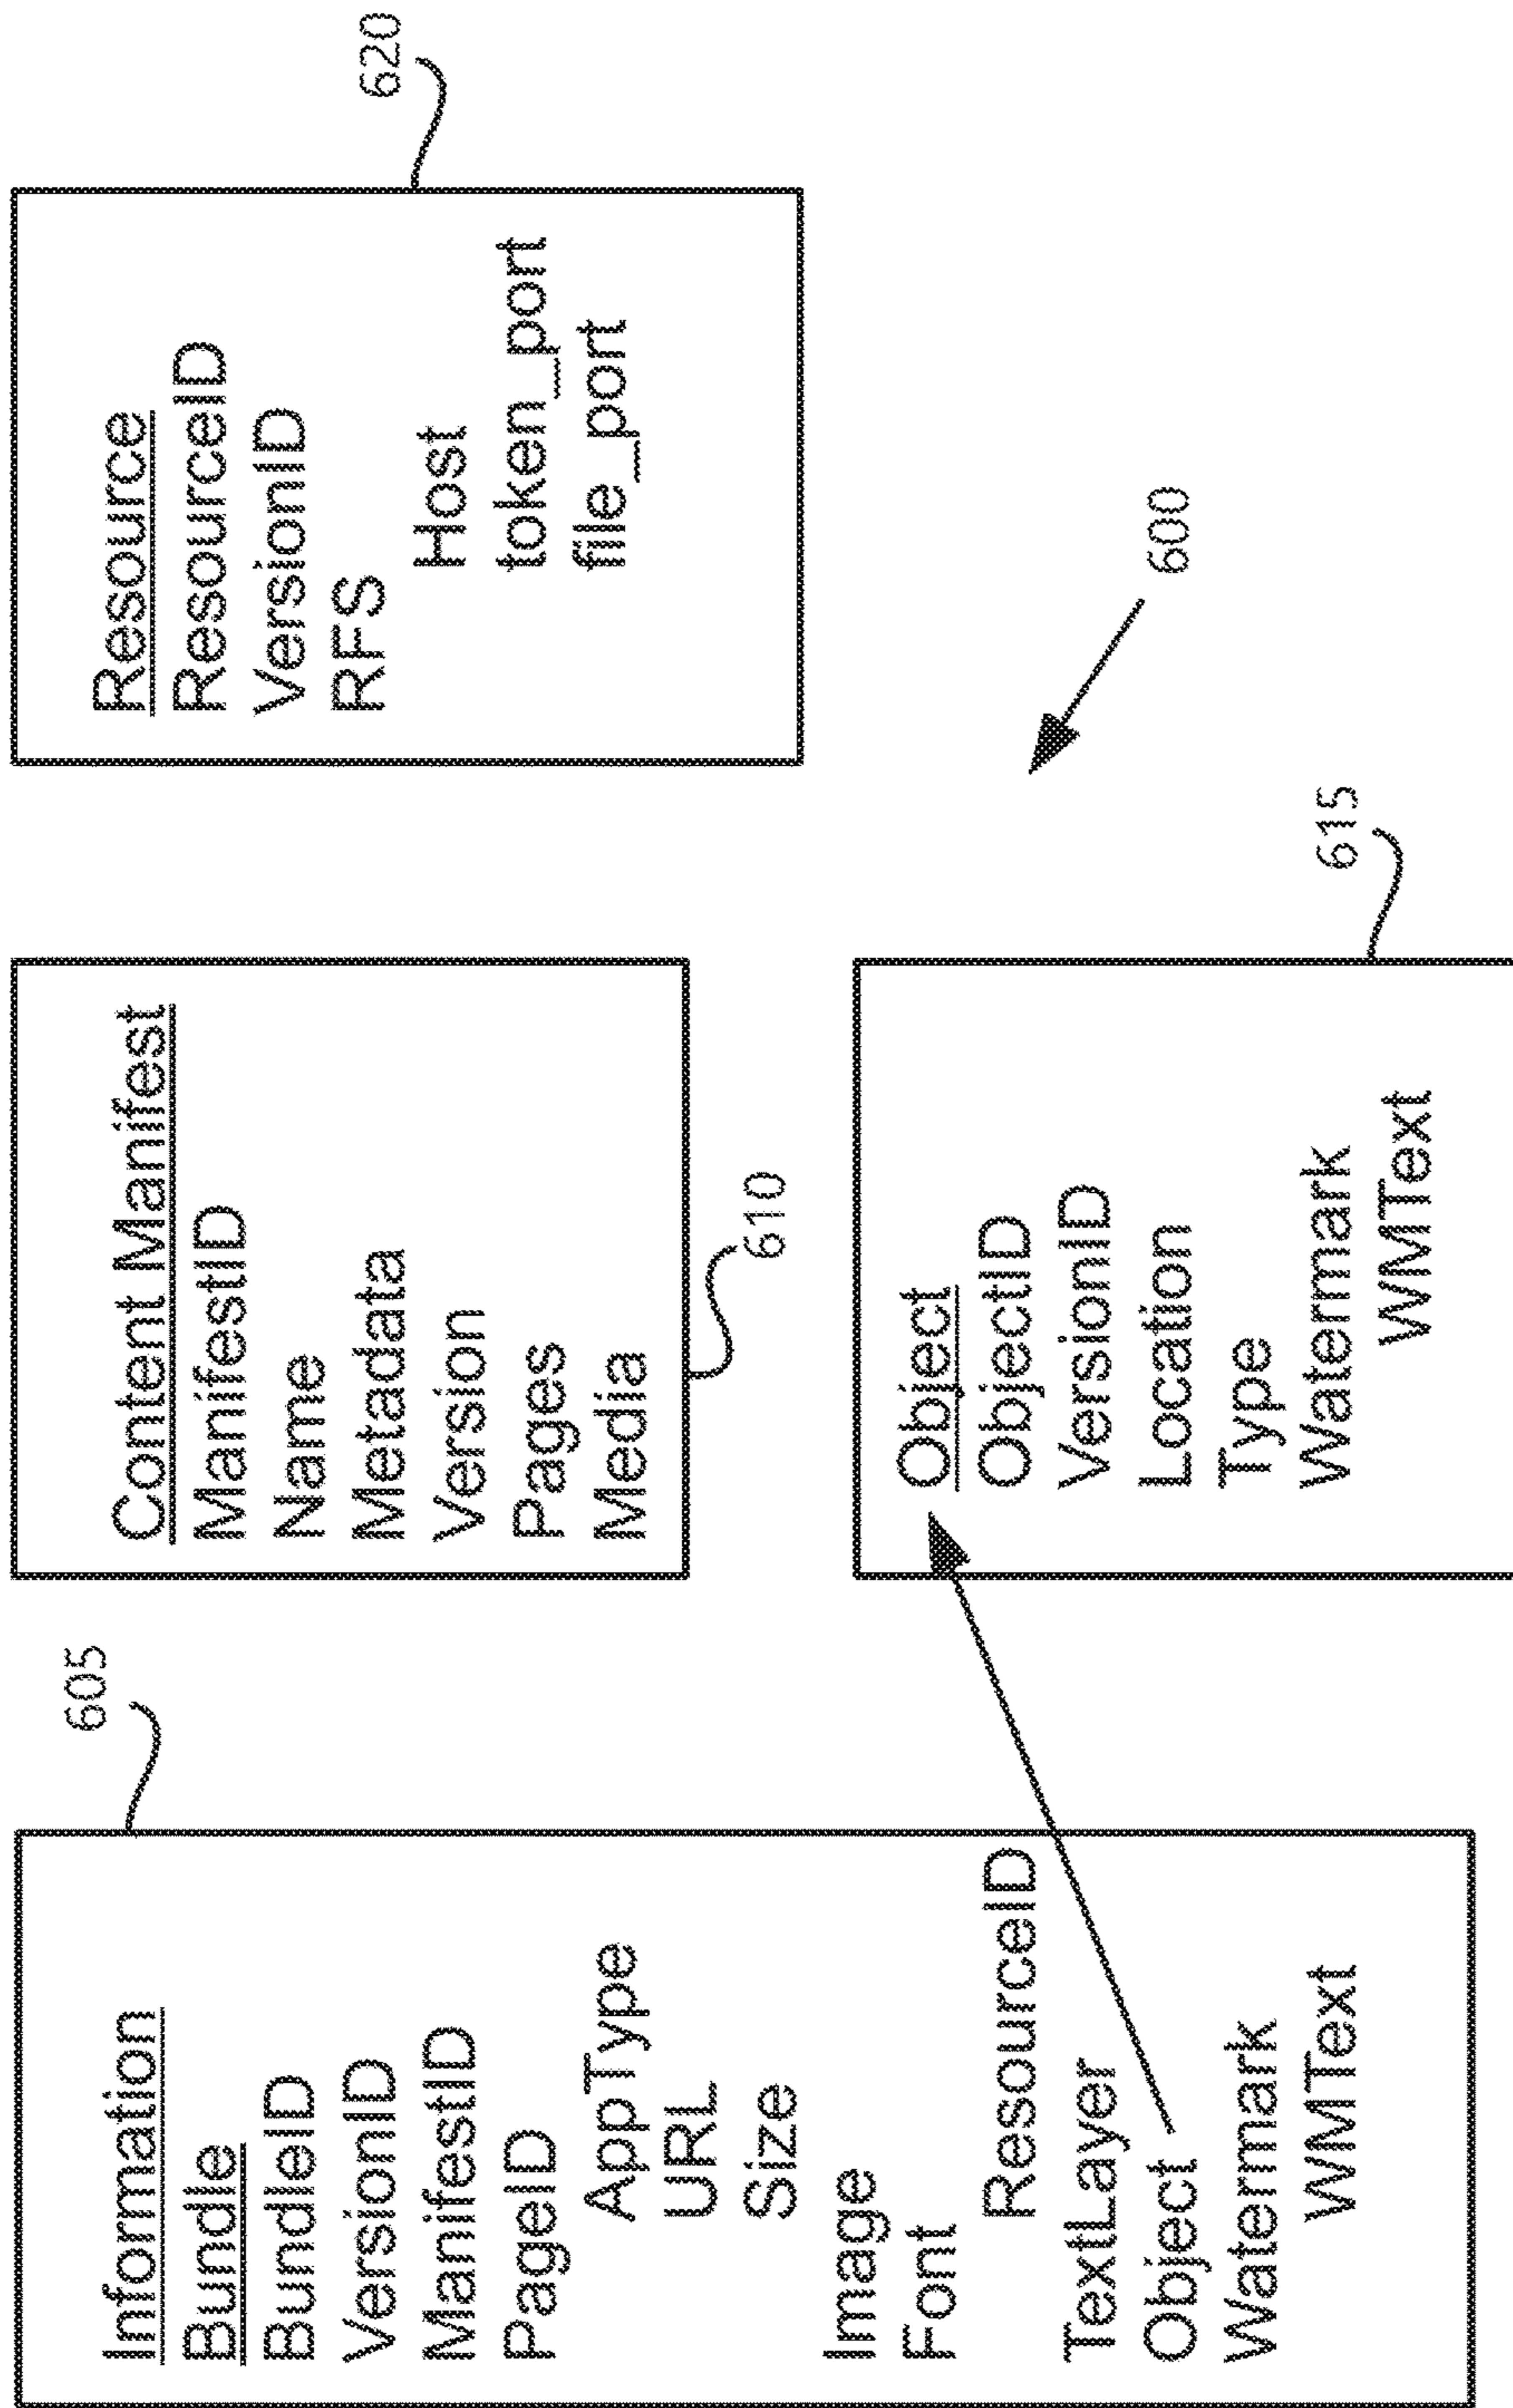 605
Information
Bundle
BundleID
VersionID
ManifestID
PageID
AppType
URL
Size
Image
Font
ResourceID
TextLayer
Object
Watermark
WMText
Content Manifest
ManifestID
Name
Metadata
Version
Pages
Media
610
Object
ObjectID
VersionID
Location
Type
Watermark
WMText
615
Resource
ResourceID
VersionID
RFS
Host
token_port
file_port
620
600